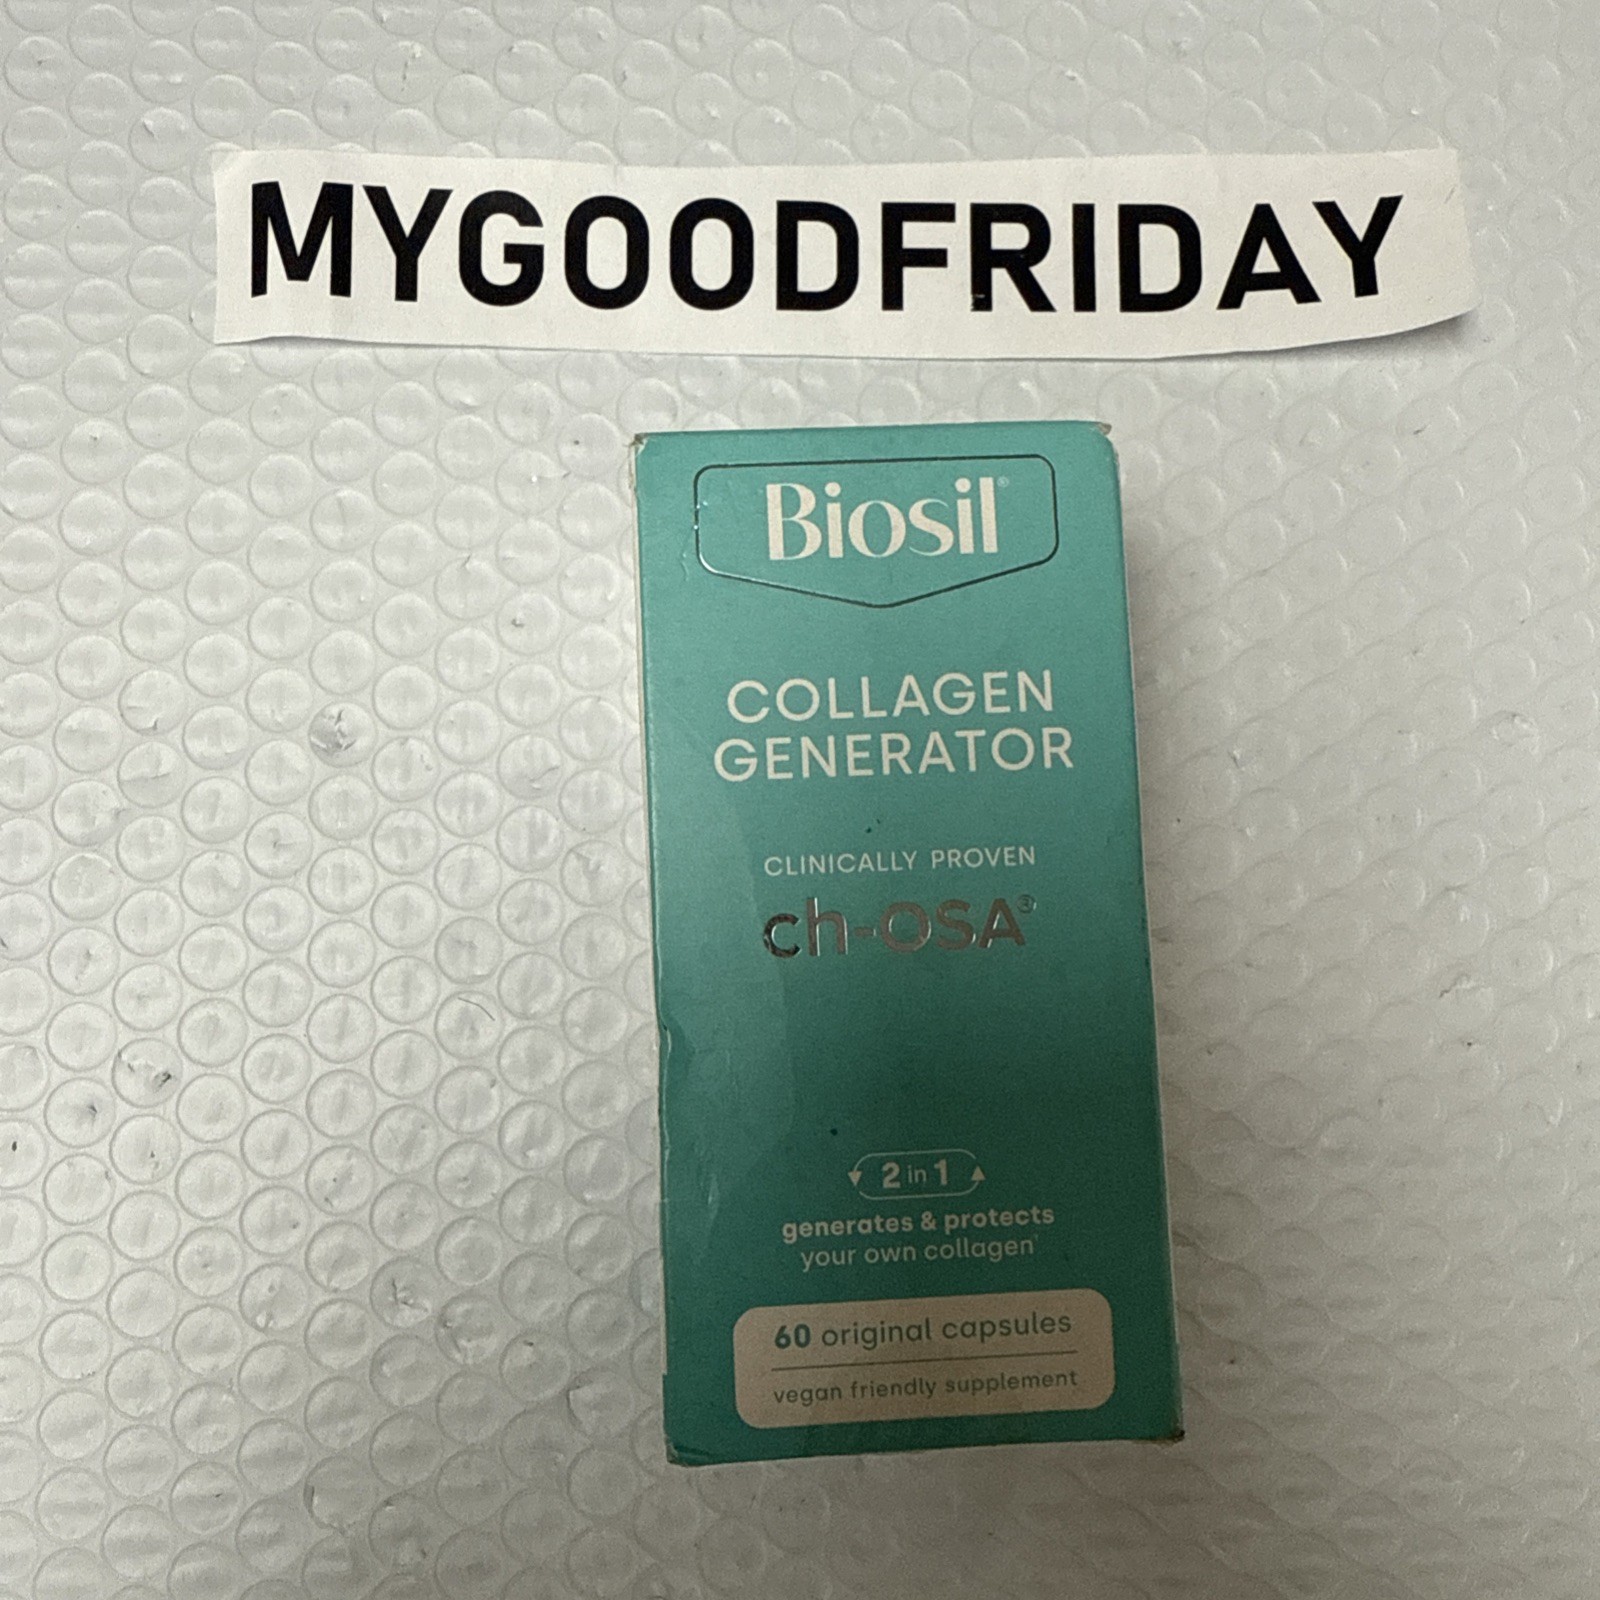 MYGOODFRIDAY
Biosil®
COLLAGEN
GENERATOR
CLINICALLY PROVEN
ch-OSA®
2 in 1
generates & protects
your own collagen
60 original capsules
vegan friendly supplement